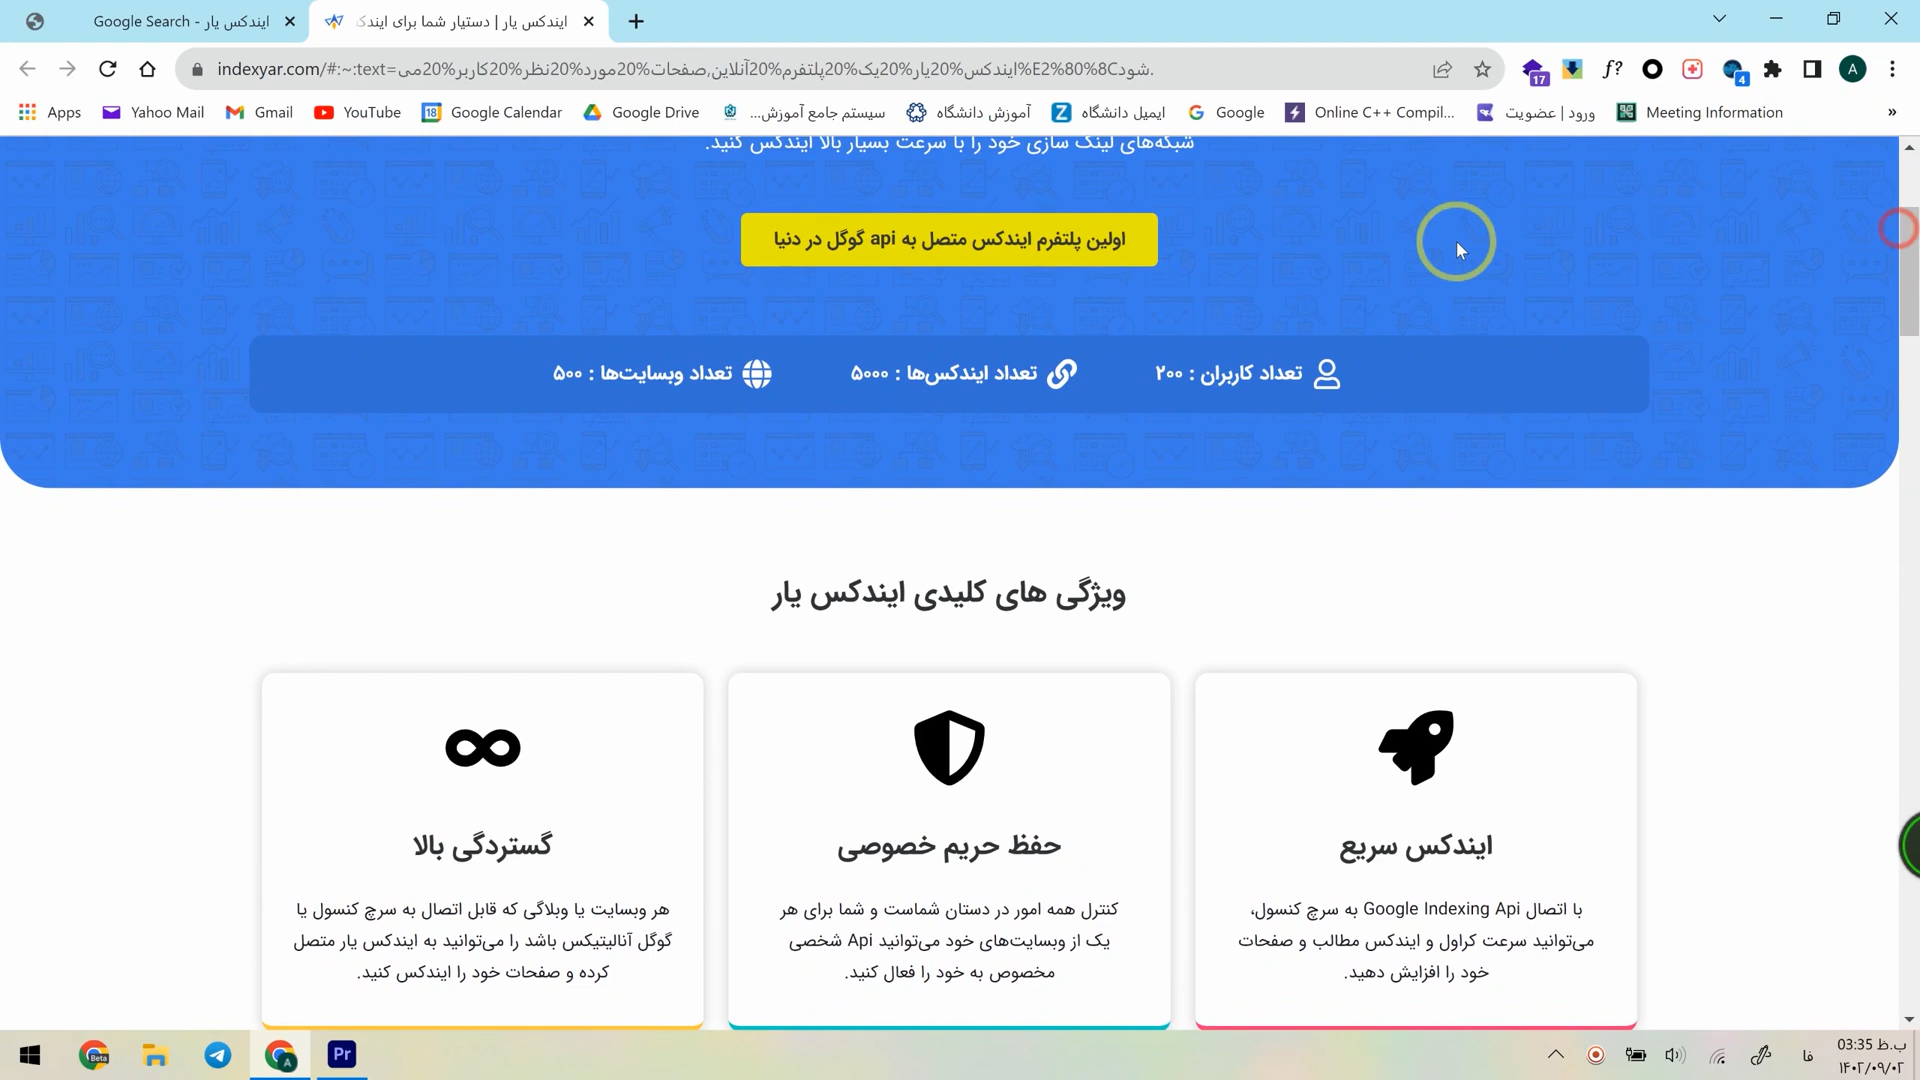 ایندکس یار - Google Search
ایندکس یار | دستیار شما برای ایندک
indexyar.com/#:~:text=ایندکس%20یار%20یک%20پلتفرم%20آنلاین,صفحات%20مورد%20نظر%20کاربر%20می%E2%80%8Cشود.
17
f?
4
A
Apps
Yahoo Mail
Gmail
YouTube
18
Google Calendar
Google Drive
سیستم جامع آموزش...
آموزش دانشگاه
ایمیل دانشگاه
Google
Online C++ Compil...
ورود | عضویت
Meeting Information
»
شبکه‌های لینک سازی خود را با سرعت بسیار بالا ایندکس کنید.
اولین پلتفرم ایندکس متصل به api گوگل در دنیا
تعداد کاربران : ۲۰۰
تعداد ایندکس‌ها : ۵۰۰۰
تعداد وبسایت‌ها : ۵۰۰
ویژگی های کلیدی ایندکس یار
ایندکس سریع
با اتصال Google Indexing Api به سرچ کنسول،
می‌توانید سرعت کراول و ایندکس مطالب و صفحات
خود را افزایش دهید.
حفظ حریم خصوصی
کنترل همه امور در دستان شماست و شما برای هر
یک از وبسایت‌های خود می‌توانید Api شخصی
مخصوص به خود را فعال کنید.
گستردگی بالا
هر وبسایت یا وبلاگی که قابل اتصال به سرچ کنسول یا
گوگل آنالیتیکس باشد را می‌توانید به ایندکس یار متصل
کرده و صفحات خود را ایندکس کنید.
Beta
A
Pr
فا
03:35 ب.ظ
۱۴۰۲/۰۹/۰۲